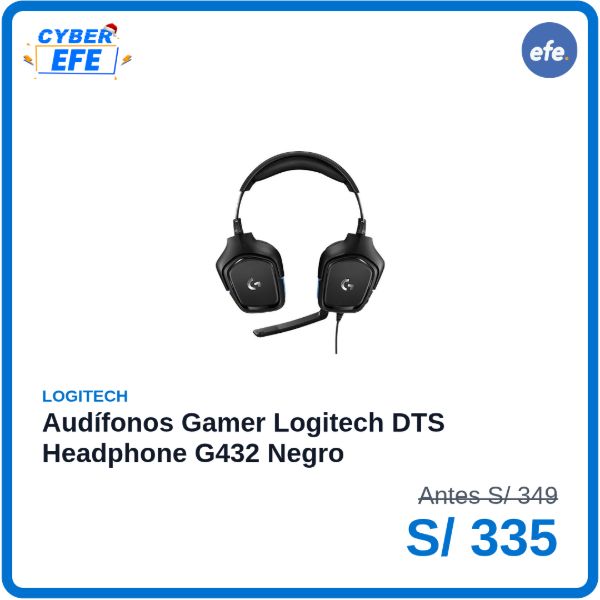 CYBER
EFE
efe.
LOGITECH
Audífonos Gamer Logitech DTS
Headphone G432 Negro
Antes S/ 349
S/ 335